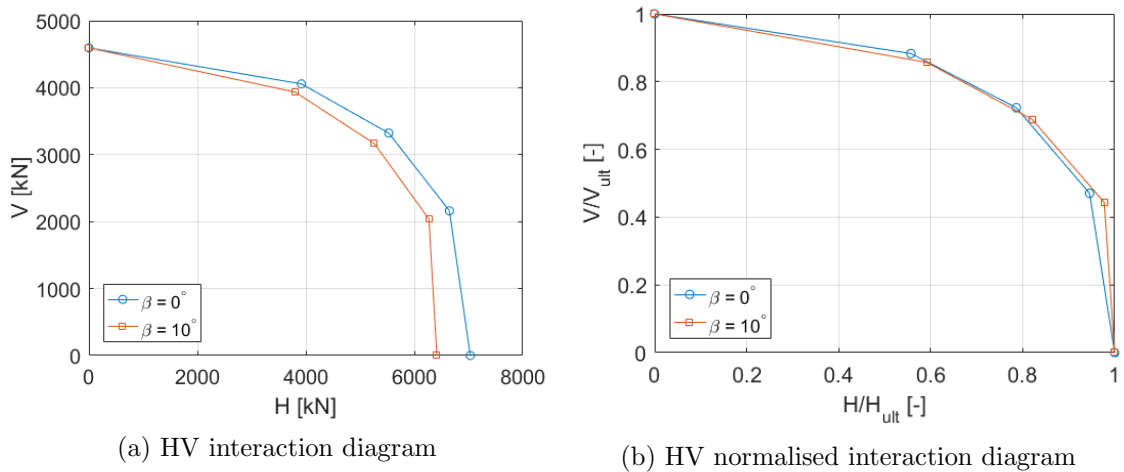 5000
4000
3000
2000
1000
0
V [kN]
β = 0°
β = 10°
0
2000
4000
6000
8000
H [kN]
(a) HV interaction diagram
1
0.8
0.6
0.4
0.2
0
V/V_ult [-]
β = 0°
β = 10°
0
0.2
0.4
0.6
0.8
1
H/H_ult [-]
(b) HV normalised interaction diagram